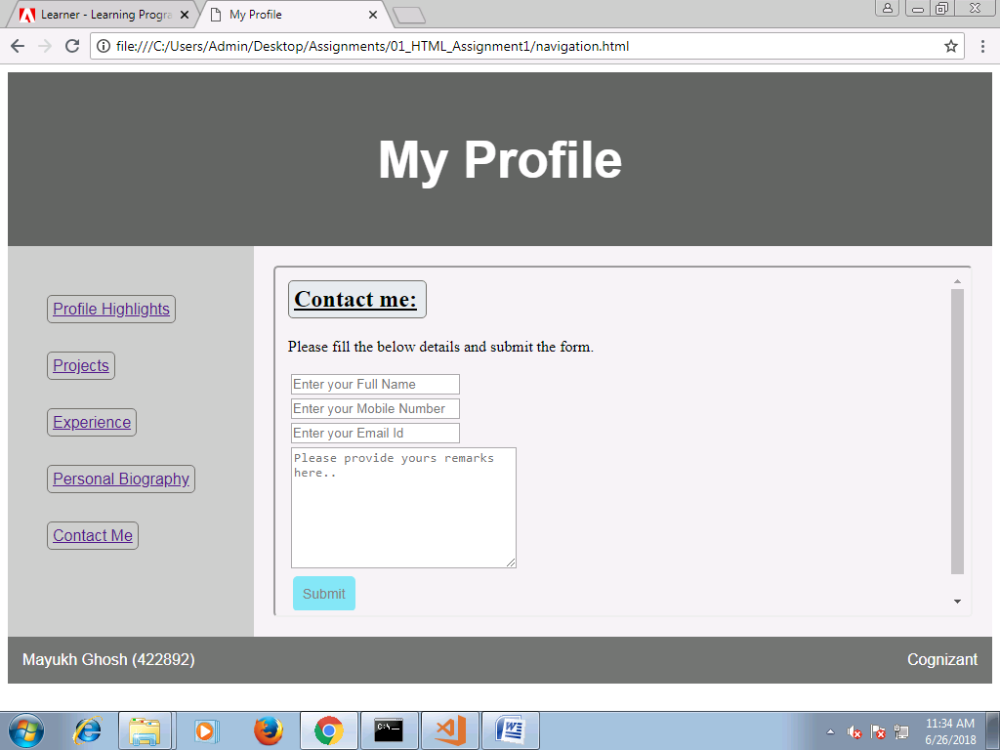 Learner - Learning Progra
My Profile
file:///C:/Users/Admin/Desktop/Assignments/01_HTML_Assignment1/navigation.html
My Profile
Profile Highlights
Projects
Experience
Personal Biography
Contact Me
Contact me:
Please fill the below details and submit the form.
Enter your Full Name
Enter your Mobile Number
Enter your Email Id
Please provide yours remarks
here..
Submit
Mayukh Ghosh (422892)
Cognizant
11:34 AM
6/26/2018